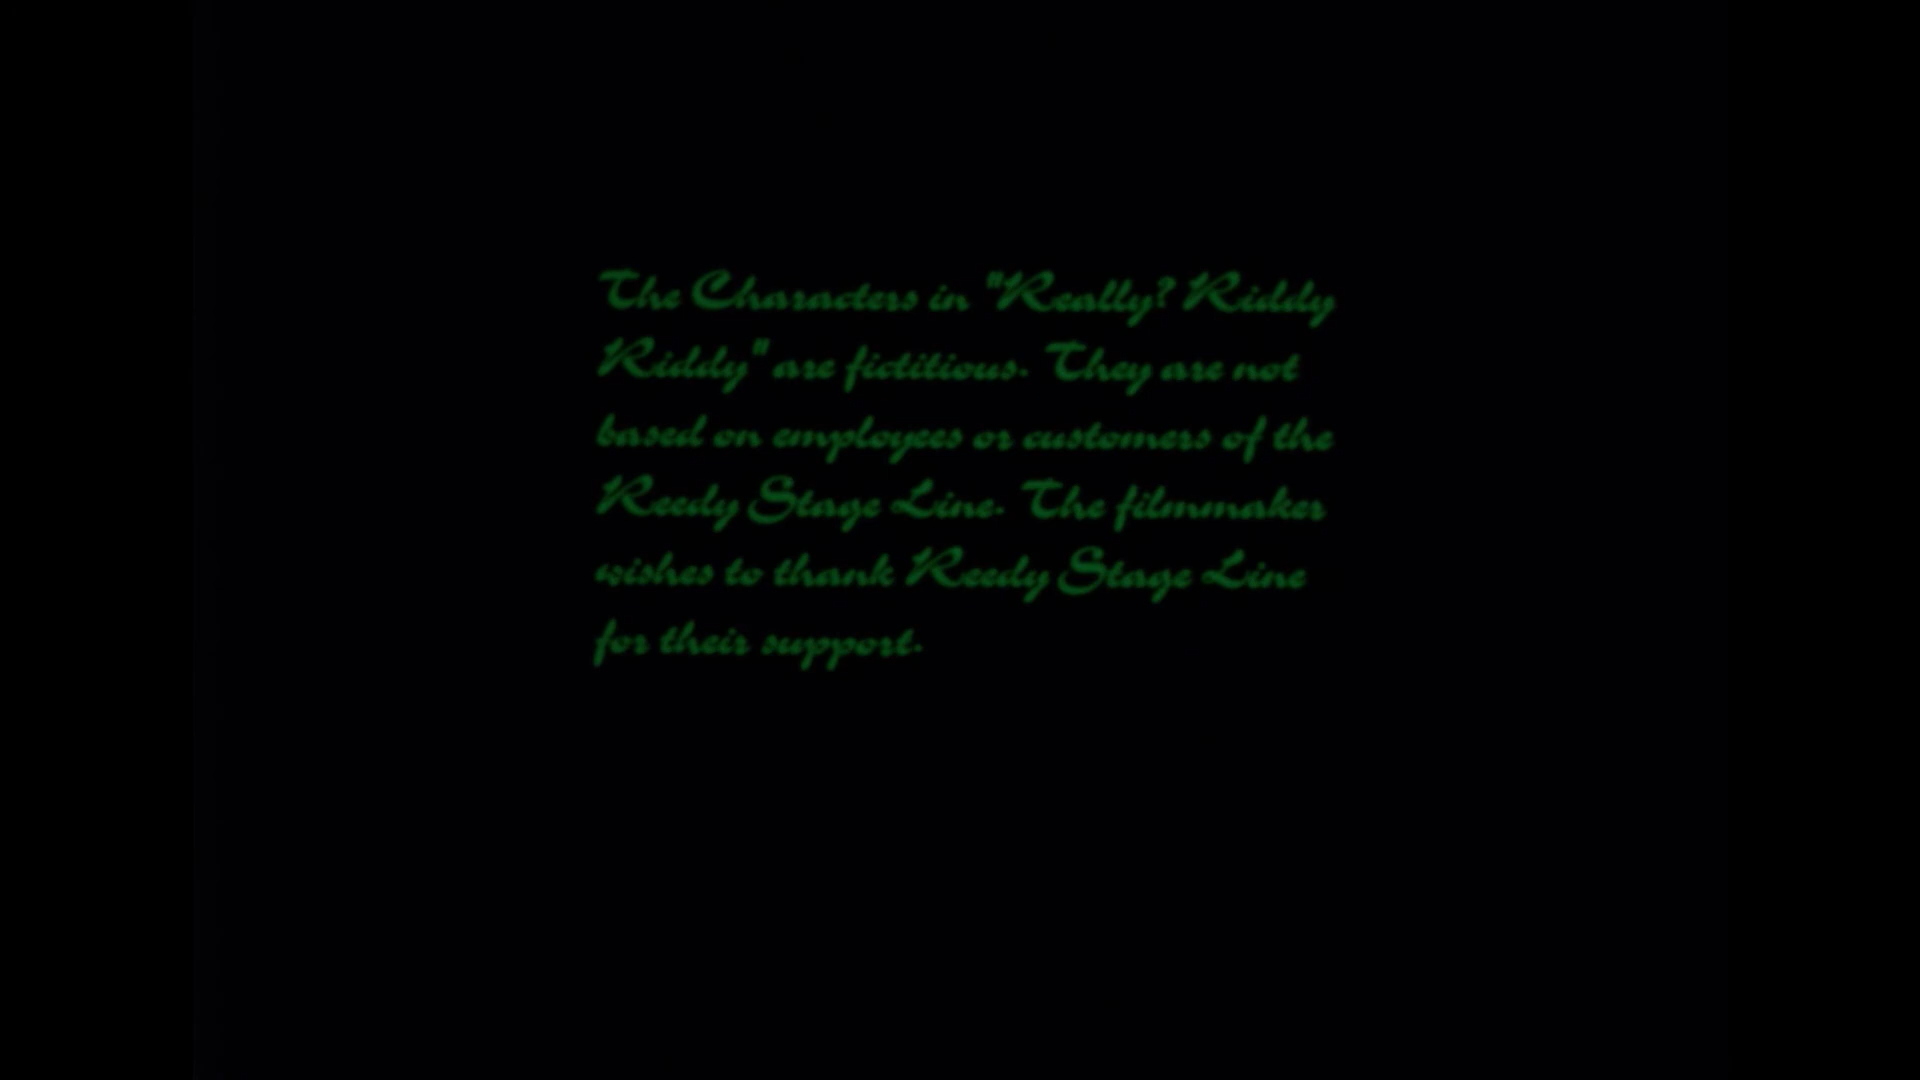 The Characters in "Really? Riddy
Riddy" are fictitious. They are not
based on employees or customers of the
Reedy Stage Line. The filmmaker
wishes to thank Reedy Stage Line
for their support.